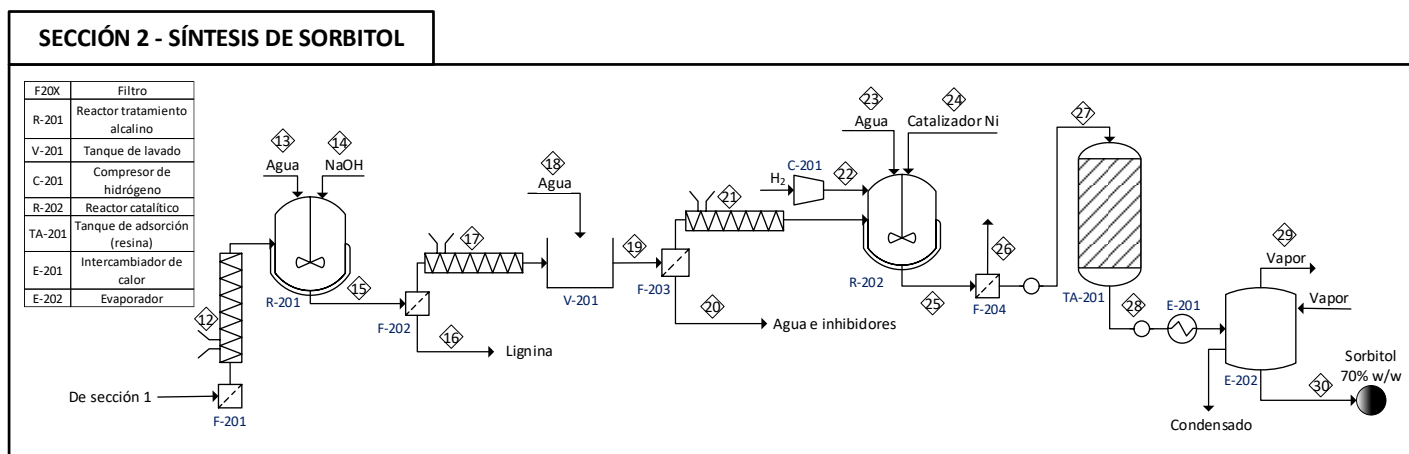 SECCIÓN 2 - SÍNTESIS DE SORBITOL
F20X Filtro
R-201 Reactor tratamiento
alcalino
V-201 Tanque de lavado
C-201 Compresor de
hidrógeno
R-202 Reactor catalítico
TA-201 Tanque de adsorción
(resina)
E-201 Intercambiador de
calor
E-202 Evaporador
De sección 1
F-201
12
13
Agua
14
NaOH
R-201
15
F-202
16
Lignina
17
18
Agua
V-201
19
F-203
20
Agua e inhibidores
21
H2
C-201
22
23
Agua
24
Catalizador Ni
R-202
25
26
F-204
27
TA-201
28
E-201
29
Vapor
Vapor
E-202
Condensado
30
Sorbitol
70% w/w